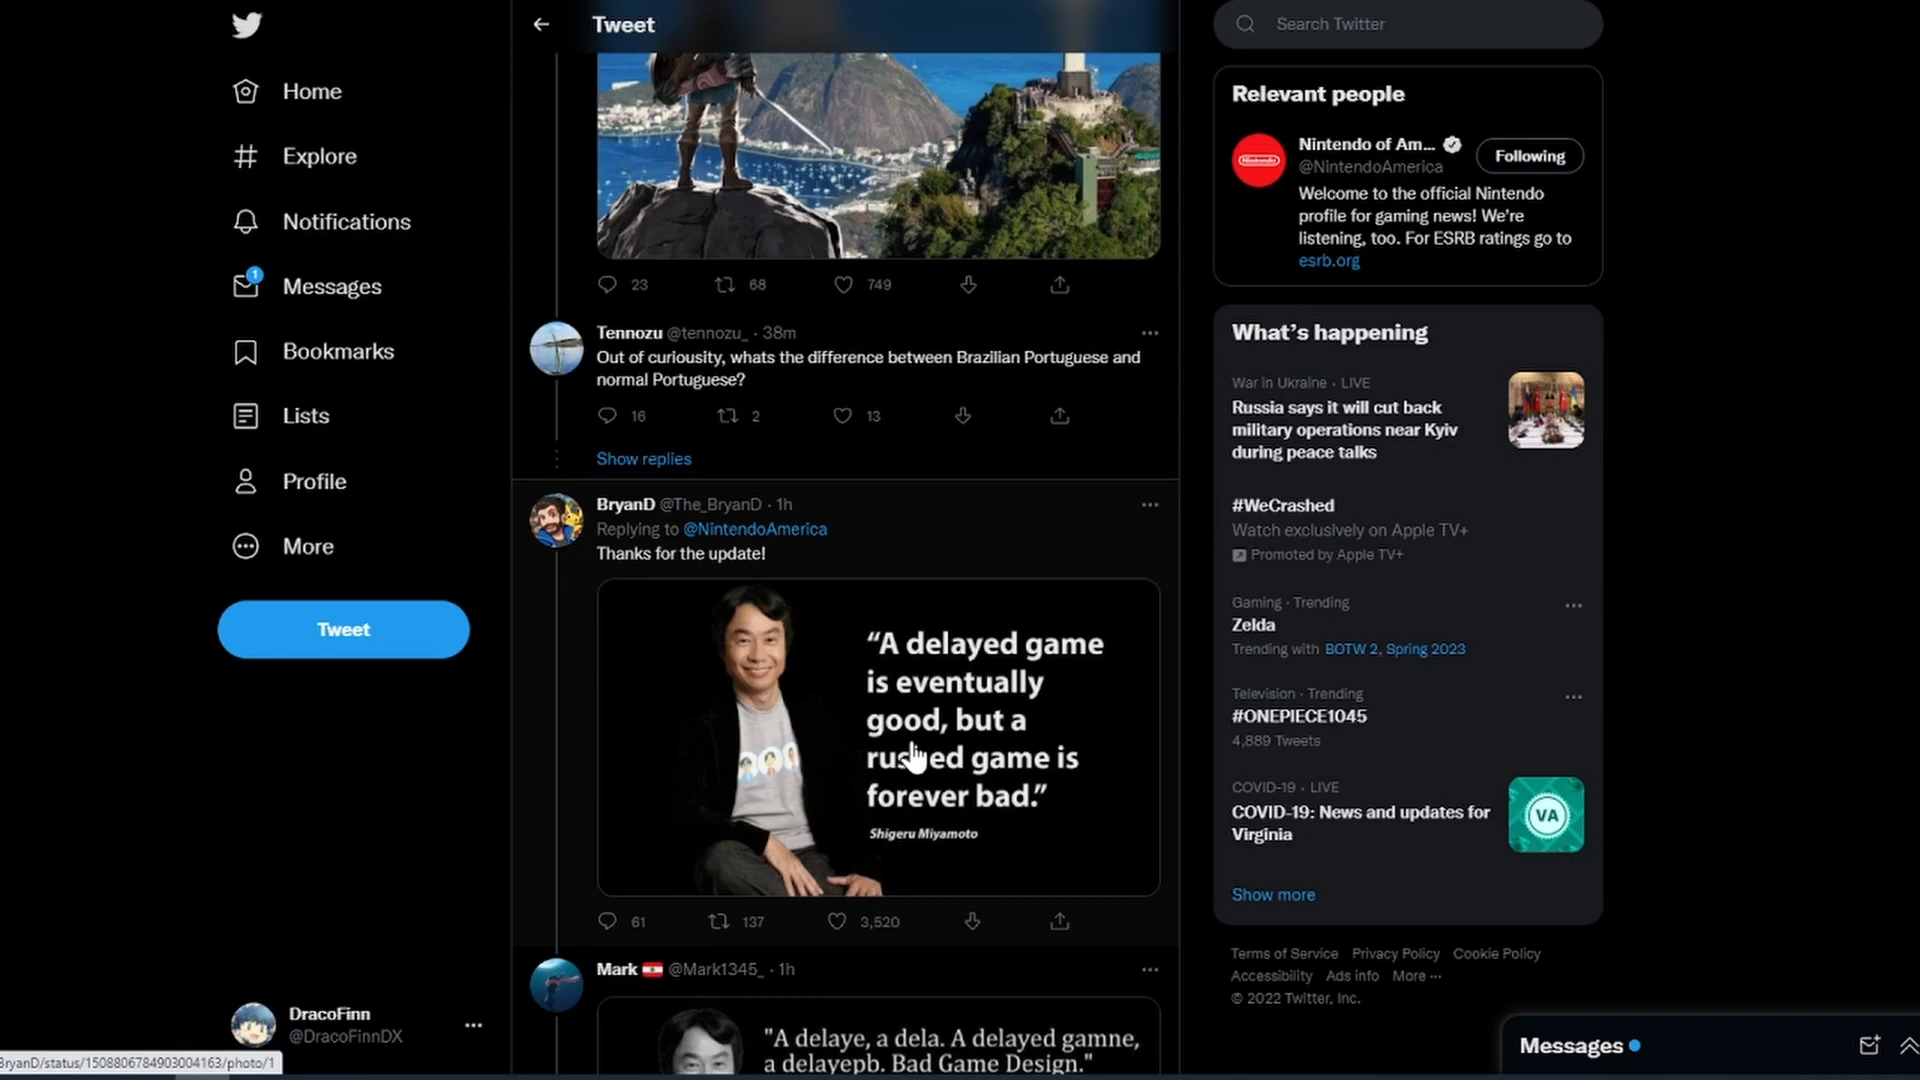 Home
Explore
Notifications
1
Messages
Bookmarks
Lists
Profile
More
Tweet
DracoFinn
@DracoFinnDX
BryanD/status/1508806784903004163/photo/1
Tweet
23
68
749
Tennozu @tennozu_ · 38m
Out of curiousity, whats the difference between Brazilian Portuguese and
normal Portuguese?
16
2
13
Show replies
BryanD @The_BryanD · 1h
Replying to @NintendoAmerica
Thanks for the update!
“A delayed game
is eventually
good, but a
rushed game is
forever bad.”
Shigeru Miyamoto
61
137
3,520
Mark @Mark1345_ · 1h
"A delaye, a dela. A delayed gamne,
a delayepb. Bad Game Design."
Search Twitter
Relevant people
Nintendo
Nintendo of Am...
@NintendoAmerica
Following
Welcome to the official Nintendo
profile for gaming news! We're
listening, too. For ESRB ratings go to
esrb.org
What's happening
War in Ukraine · LIVE
Russia says it will cut back
military operations near Kyiv
during peace talks
#WeCrashed
Watch exclusively on Apple TV+
Promoted by Apple TV+
Gaming · Trending
Zelda
Trending with BOTW 2, Spring 2023
Television · Trending
#ONEPIECE1045
4,889 Tweets
COVID-19 · LIVE
COVID-19: News and updates for
Virginia
VA
Show more
Terms of Service Privacy Policy Cookie Policy
Accessibility Ads info More ···
© 2022 Twitter, Inc.
Messages